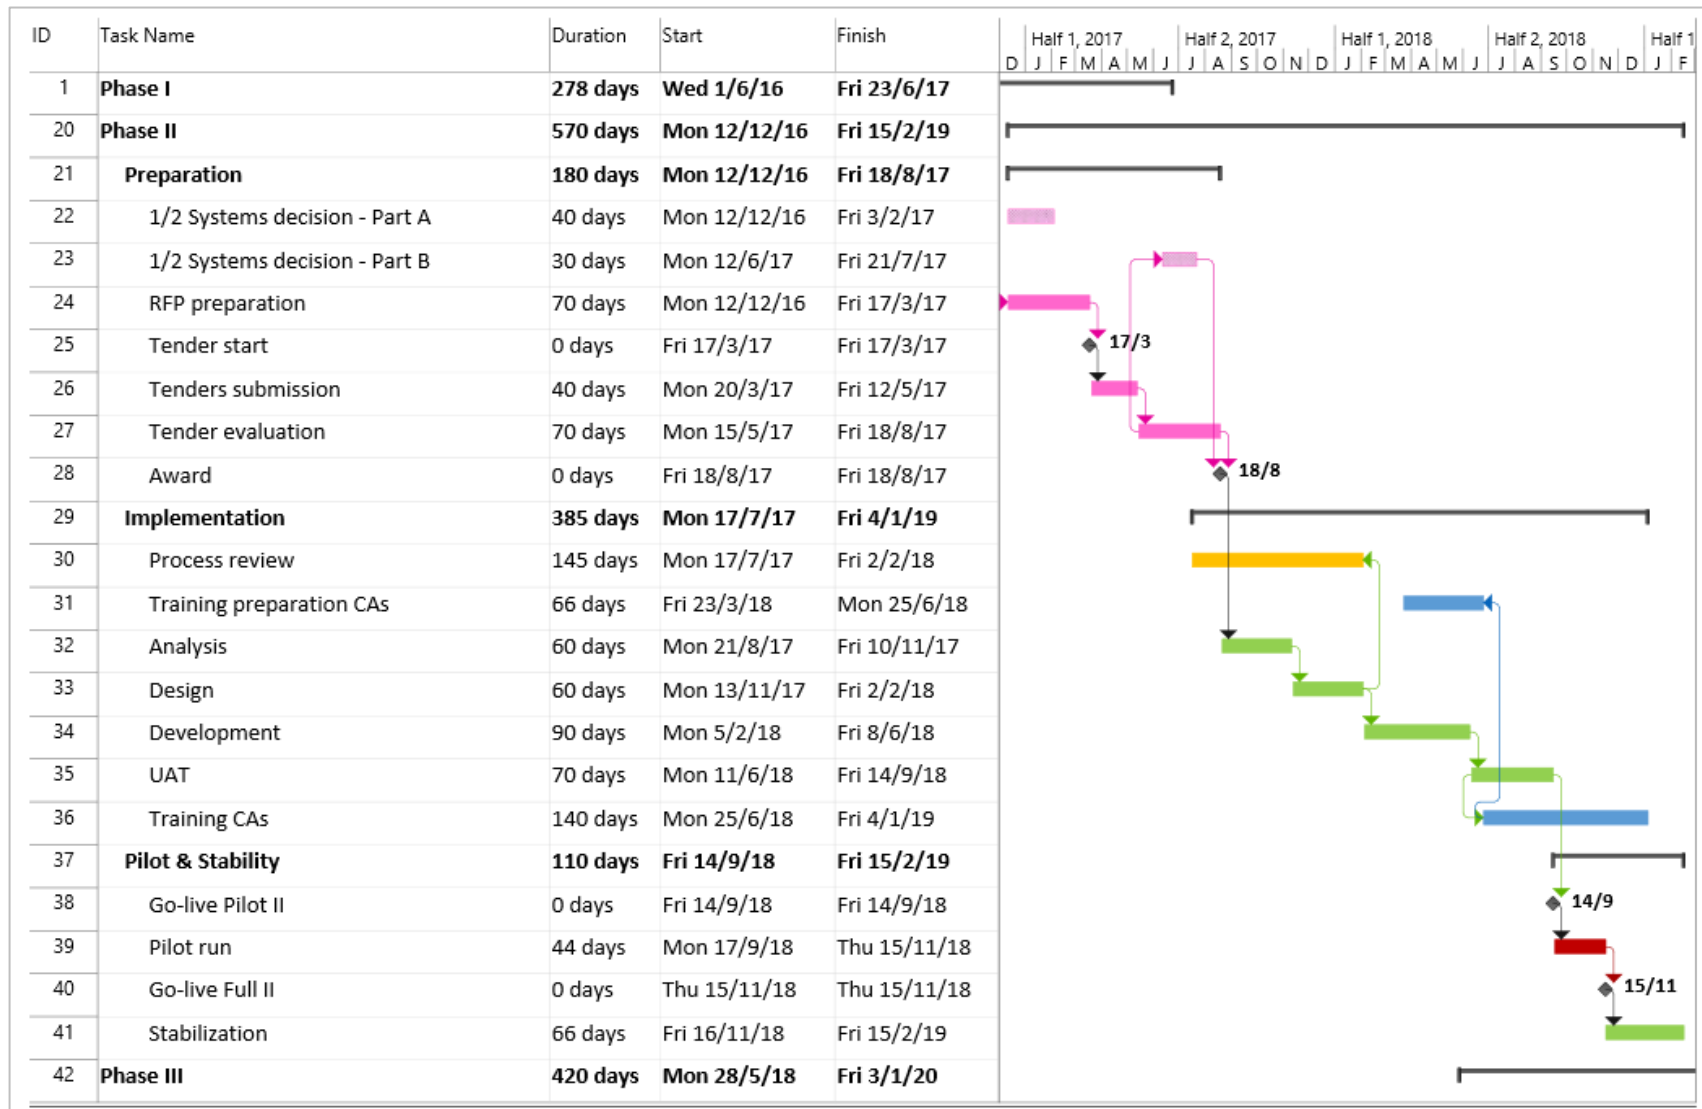 ID Task Name Duration Start Finish Half 1, 2017 Half 2, 2017 Half 1, 2018 Half 2, 2018 Half 1
D J F M A M J J A S O N D J F M A M J J A S O N D J F
1 Phase I 278 days Wed 1/6/16 Fri 23/6/17
20 Phase II 570 days Mon 12/12/16 Fri 15/2/19
21 Preparation 180 days Mon 12/12/16 Fri 18/8/17
22 1/2 Systems decision - Part A 40 days Mon 12/12/16 Fri 3/2/17
23 1/2 Systems decision - Part B 30 days Mon 12/6/17 Fri 21/7/17
24 RFP preparation 70 days Mon 12/12/16 Fri 17/3/17
25 Tender start 0 days Fri 17/3/17 Fri 17/3/17 17/3
26 Tenders submission 40 days Mon 20/3/17 Fri 12/5/17
27 Tender evaluation 70 days Mon 15/5/17 Fri 18/8/17
28 Award 0 days Fri 18/8/17 Fri 18/8/17 18/8
29 Implementation 385 days Mon 17/7/17 Fri 4/1/19
30 Process review 145 days Mon 17/7/17 Fri 2/2/18
31 Training preparation CAs 66 days Fri 23/3/18 Mon 25/6/18
32 Analysis 60 days Mon 21/8/17 Fri 10/11/17
33 Design 60 days Mon 13/11/17 Fri 2/2/18
34 Development 90 days Mon 5/2/18 Fri 8/6/18
35 UAT 70 days Mon 11/6/18 Fri 14/9/18
36 Training CAs 140 days Mon 25/6/18 Fri 4/1/19
37 Pilot & Stability 110 days Fri 14/9/18 Fri 15/2/19
38 Go-live Pilot II 0 days Fri 14/9/18 Fri 14/9/18 14/9
39 Pilot run 44 days Mon 17/9/18 Thu 15/11/18
40 Go-live Full II 0 days Thu 15/11/18 Thu 15/11/18 15/11
41 Stabilization 66 days Fri 16/11/18 Fri 15/2/19
42 Phase III 420 days Mon 28/5/18 Fri 3/1/20